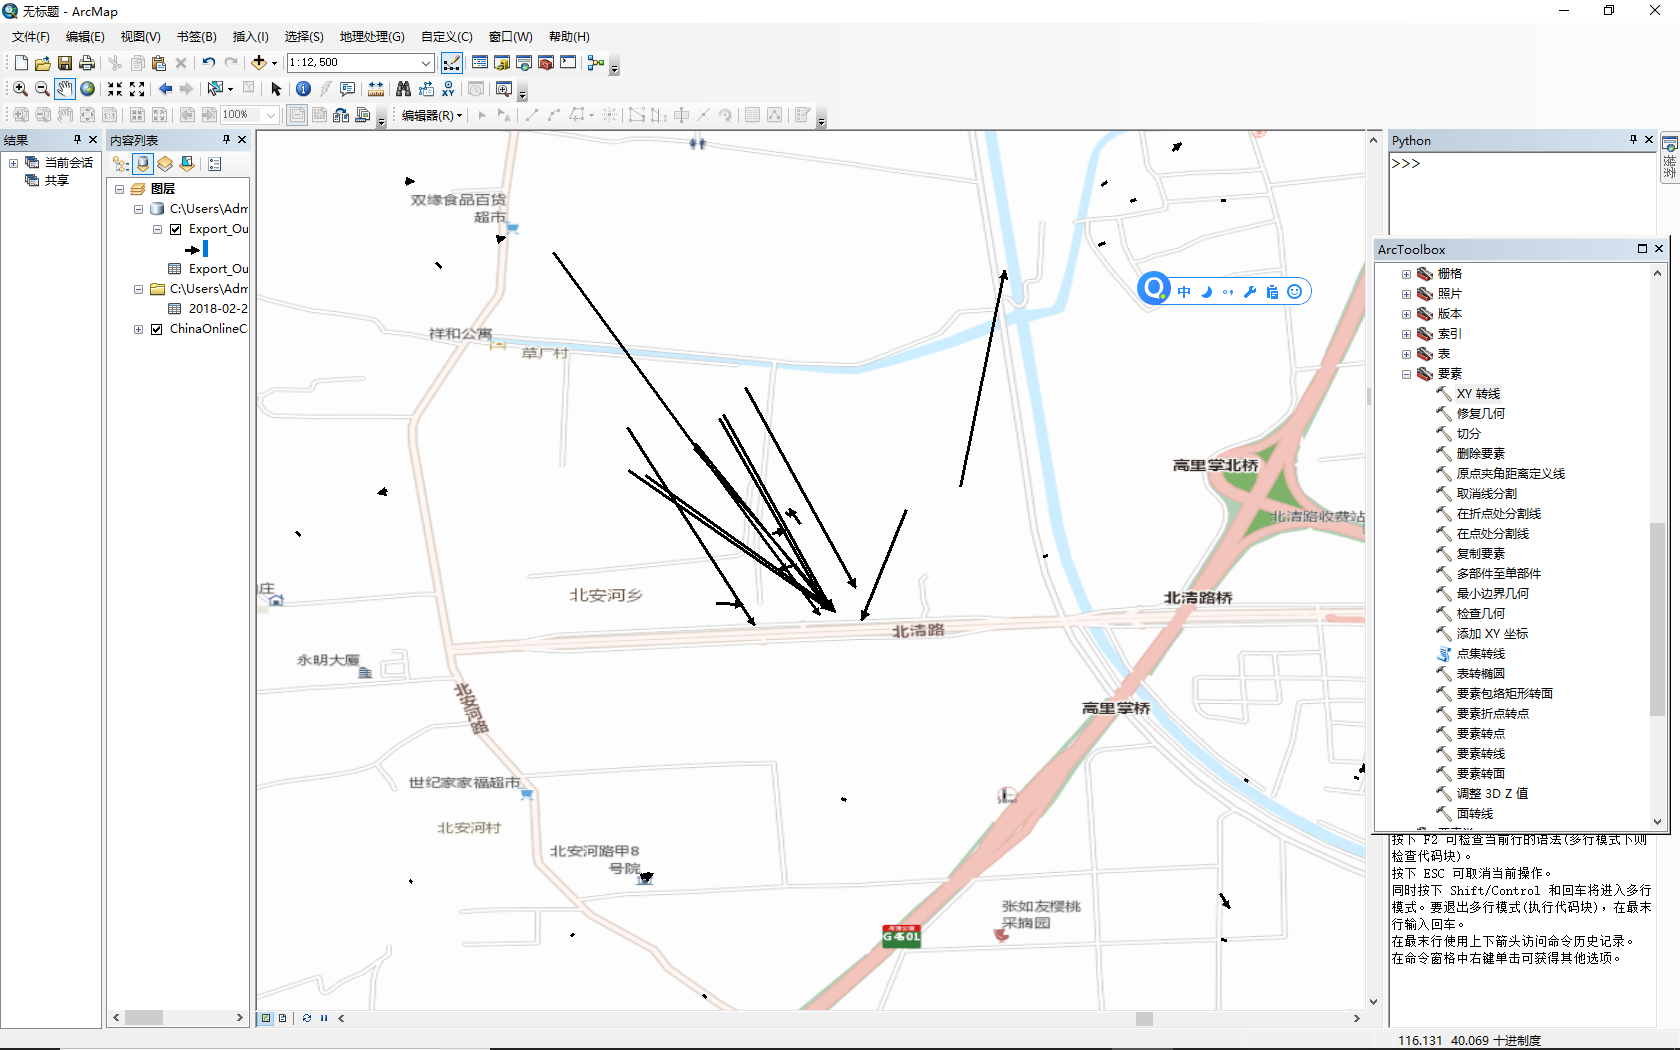 无标题 - ArcMap
文件(F) 编辑(E) 视图(V) 书签(B) 插入(I) 选择(S) 地理处理(G) 自定义(C) 窗口(W) 帮助(H)
1:12,500
100%
编辑器(R)
结果
当前会话
共享
内容列表
图层
C:\Users\Adm
Export_Ou
Export_Ou
C:\Users\Adm
2018-02-2
ChinaOnlineC
双缘食品百货
超市
祥和公寓
草厂村
高里掌北桥
北清路收费站
庄
北安河乡
北清路桥
北清路
永明大厦
北安河路
高里掌桥
世纪家家福超市
北安河村
北安河路甲8
号院
张如友樱桃
采摘园
G4501
中
Python
>>>
ArcToolbox
栅格
照片
版本
索引
表
要素
XY 转线
修复几何
切分
删除要素
原点夹角距离定义线
取消线分割
在折点处分割线
在点处分割线
复制要素
多部件至单部件
最小边界几何
检查几何
添加 XY 坐标
点集转线
表转椭圆
要素包络矩形转面
要素折点转点
要素转点
要素转线
要素转面
调整 3D Z 值
面转线
按下 F2 可检查当前行的语法(多行模式下则
检查代码块)。
按下 ESC 可取消当前操作。
同时按下 Shift/Control 和回车将进入多行
模式。要退出多行模式(执行代码块)，在最末
行输入回车。
在最末行使用上下箭头访问命令历史记录。
在命令窗格中右键单击可获得其他选项。
116.131 40.069 十进制度